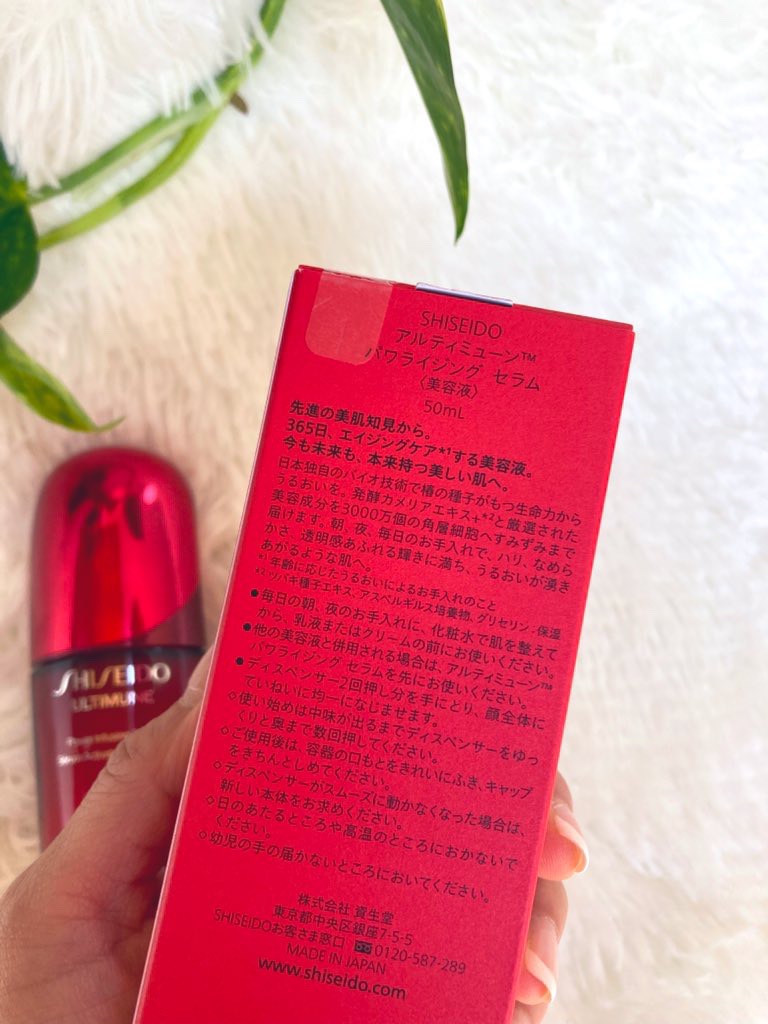 SHISEIDO
アルティミューン™
パワライジング セラム
〈美容液〉
50mL
先進の美肌知見から。
365日、エイジングケア*1する美容液。
今も未来も、本来持つ美しい肌へ。
日本独自のバイオ技術で椿の種子がもつ生命力から
うるおいを。発酵カメリアエキス+*2と厳選された
美容成分を3000万個の角層細胞へすみずみまで
届けます。朝、夜、毎日のお手入れで、ハリ、なめら
かさ、透明感あふれる輝きに満ち、うるおいが湧き
あがるような肌へ。
*1 年齢に応じたうるおいによるお手入れのこと
*2 ツバキ種子エキス、アスペルギルス培養物、グリセリン・保湿
●毎日の朝、夜のお手入れに、化粧水で肌を整えて
から、乳液またはクリームの前にお使いください。
●他の美容液と併用される場合は、アルティミューン™
パワライジング セラムを先にお使いください。
●ディスペンサー2回押し分を手にとり、顔全体に
ていねいに均一になじませます。
◇使い始めは中味が出るまでディスペンサーをゆっ
くりと奥まで数回押してください。
◇ご使用後は、容器の口もとをきれいにふき、キャップ
をきちんとしめてください。
◇ディスペンサーがスムーズに動かなくなった場合は、
新しい本体をお求めください。
◇日のあたるところや高温のところにおかないで
ください。
◇幼児の手の届かないところにおいてください。
株式会社 資生堂
東京都中央区銀座7-5-5
SHISEIDOお客さま窓口 0120-587-289
MADE IN JAPAN
www.shiseido.com
SHISEIDO
ULTIMUNE